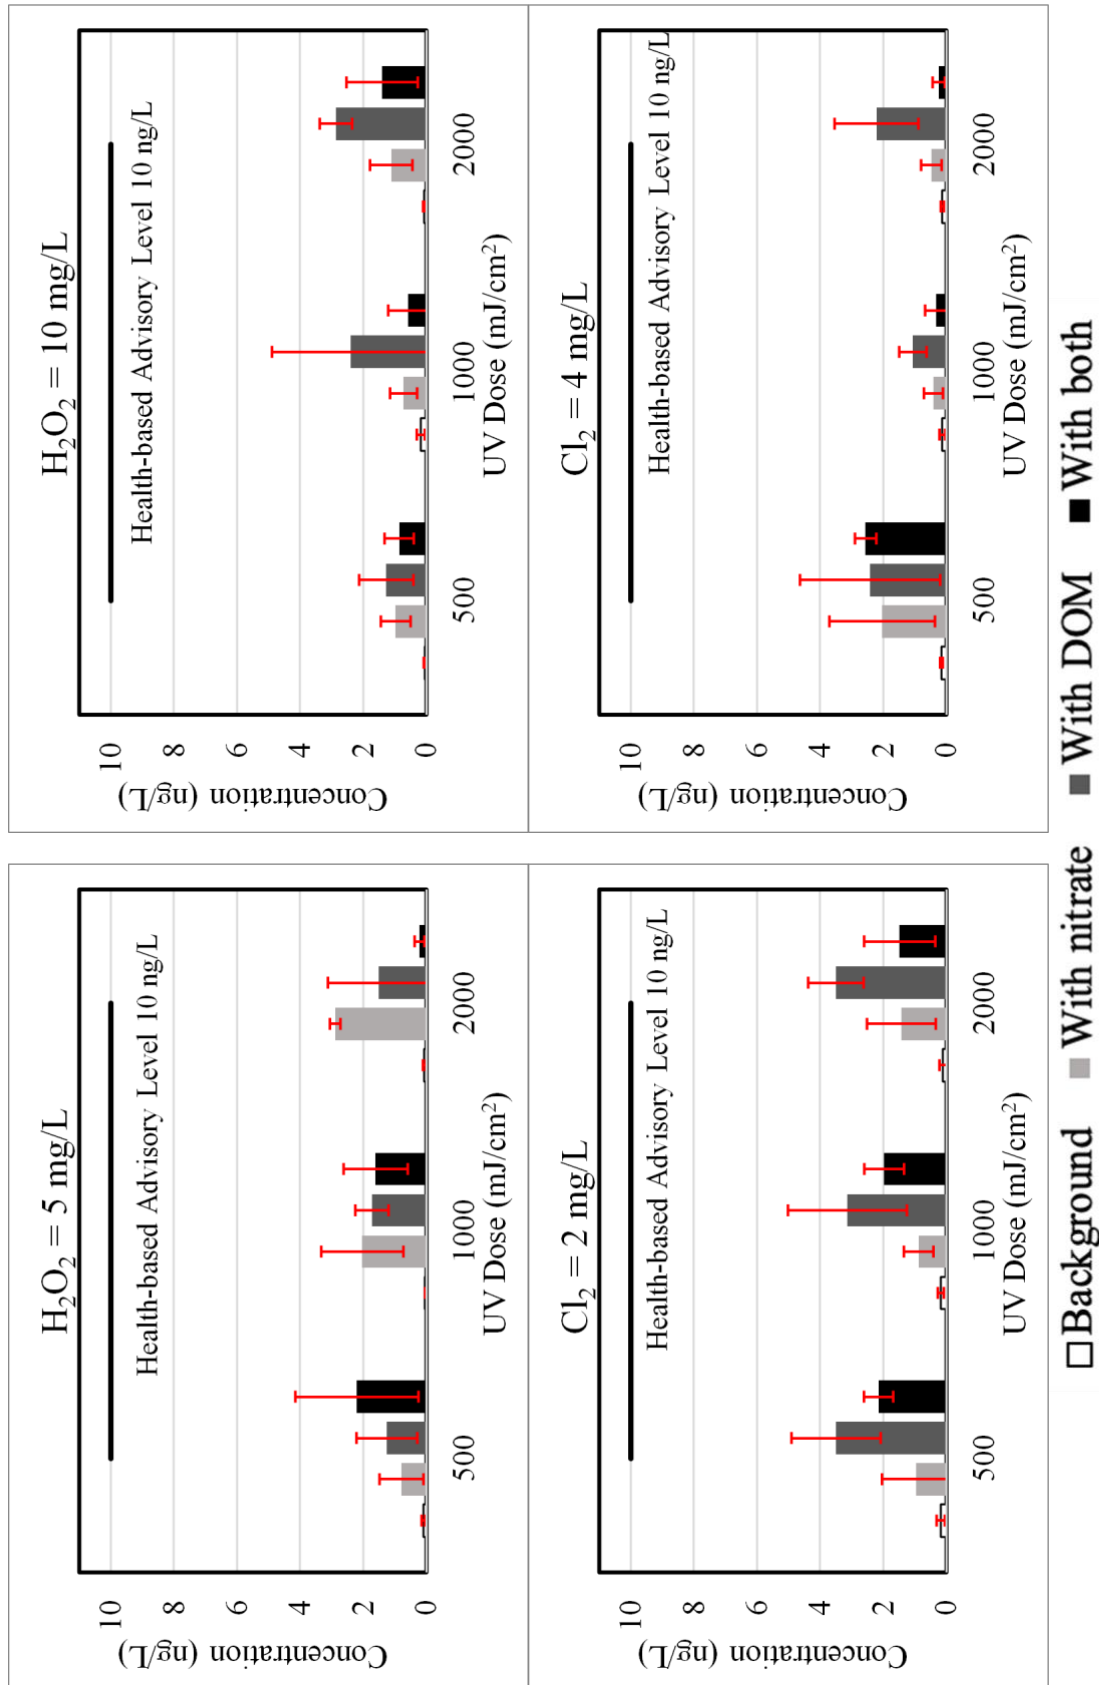 H₂O₂ = 5 mg/L
Concentration (ng/L)
10
8
6
4
2
0
Health-based Advisory Level 10 ng/L
500
1000
2000
UV Dose (mJ/cm²)
H₂O₂ = 10 mg/L
Concentration (ng/L)
10
8
6
4
2
0
Health-based Advisory Level 10 ng/L
500
1000
2000
UV Dose (mJ/cm²)
Cl₂ = 2 mg/L
Concentration (ng/L)
10
8
6
4
2
0
Health-based Advisory Level 10 ng/L
500
1000
2000
UV Dose (mJ/cm²)
Cl₂ = 4 mg/L
Concentration (ng/L)
10
8
6
4
2
0
Health-based Advisory Level 10 ng/L
500
1000
2000
UV Dose (mJ/cm²)
Background With nitrate With DOM With both